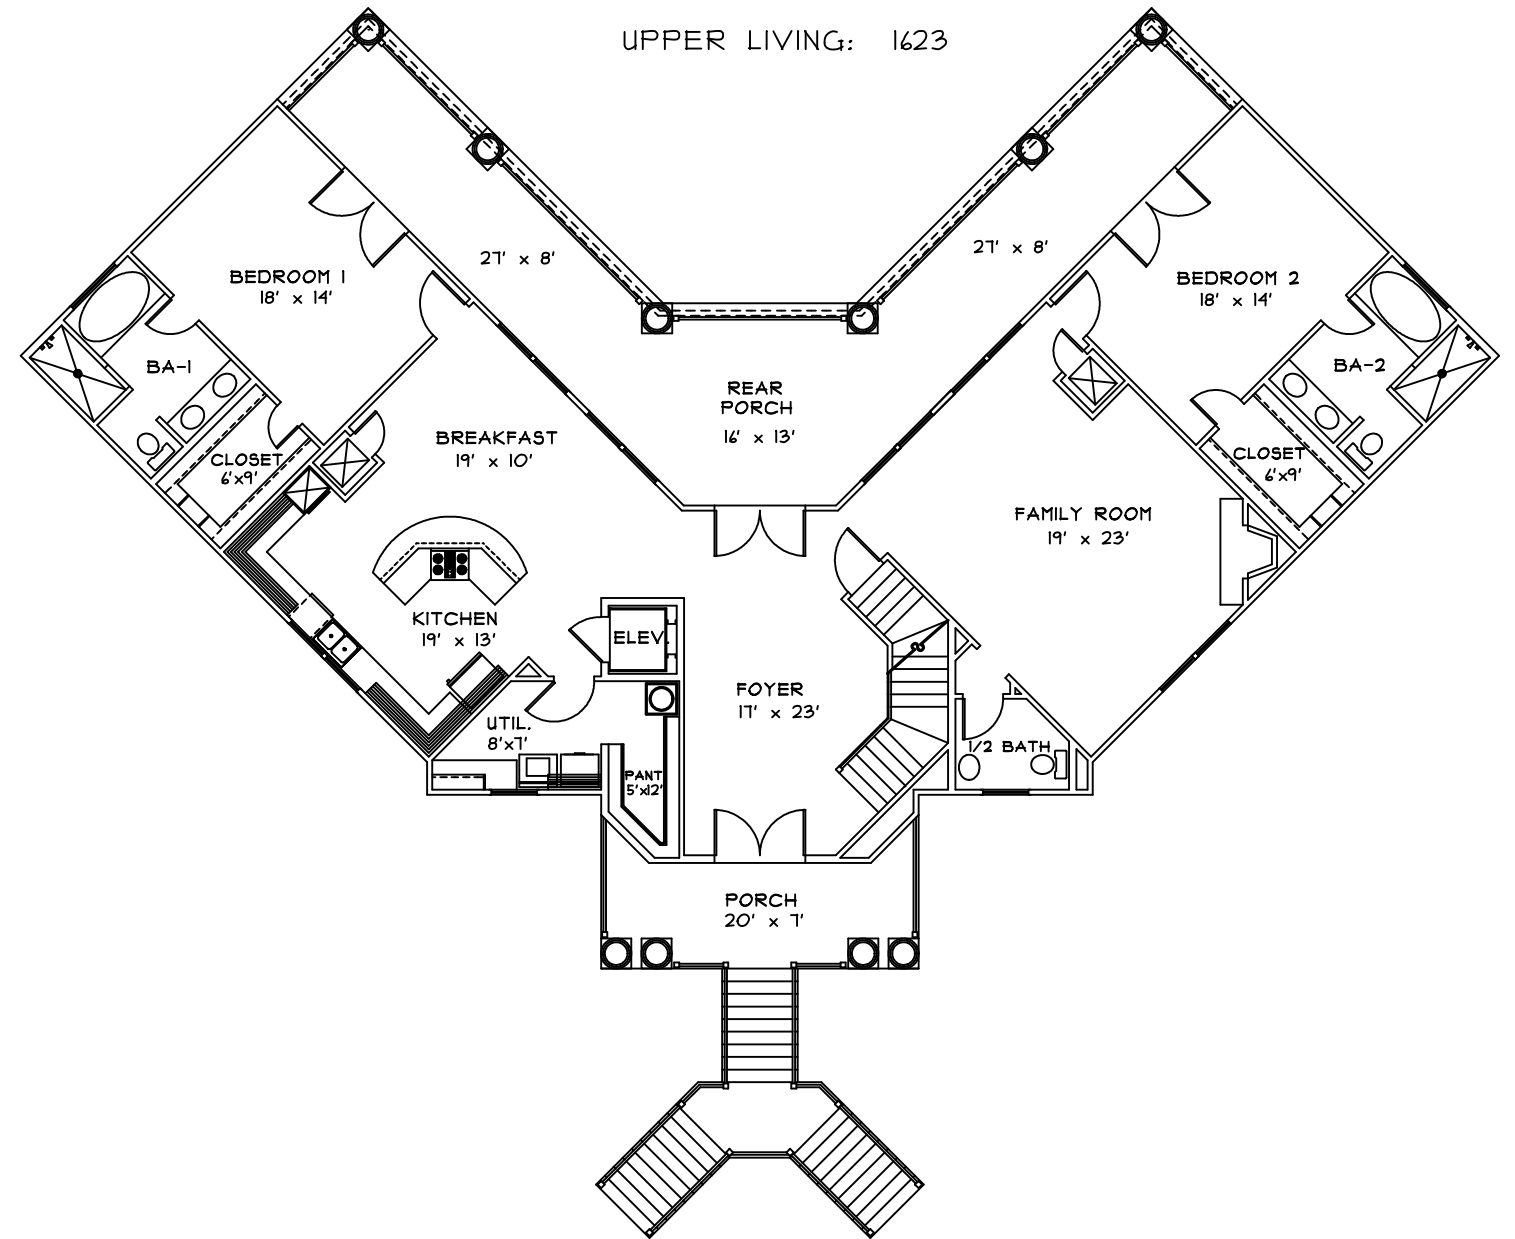 UPPER LIVING: 1623
27' x 8'
27' x 8'
BEDROOM 1
18' x 14'
BEDROOM 2
18' x 14'
BA-1
BA-2
REAR
PORCH
16' x 13'
BREAKFAST
19' x 10'
CLOSET
6'x9'
CLOSET
6'x9'
FAMILY ROOM
19' x 23'
KITCHEN
19' x 13'
ELEV.
FOYER
17' x 23'
UTIL.
8'x7'
1/2 BATH
PANT
5'x12'
PORCH
20' x 7'